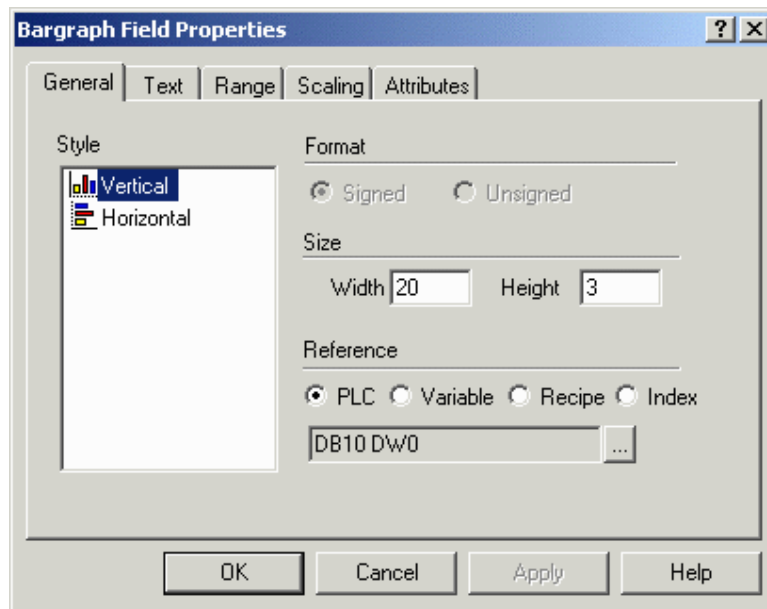 Bargraph Field Properties
General Text Range Scaling Attributes
Style
Vertical
Horizontal
Format
Signed Unsigned
Size
Width 20 Height 3
Reference
PLC Variable Recipe Index
DB10 DW0 ...
OK Cancel Apply Help